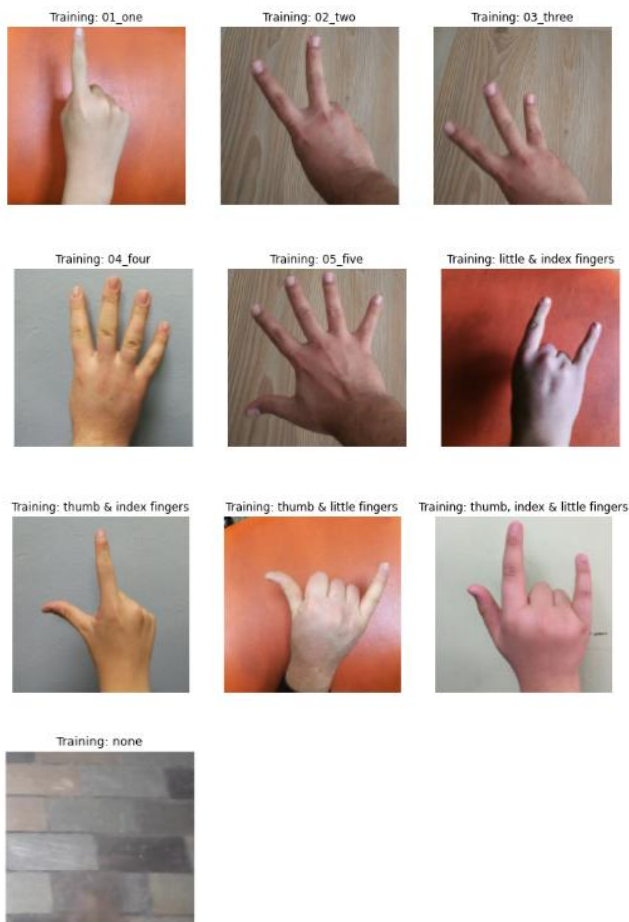 Training: 01_one
Training: 02_two
Training: 03_three
Training: 04_four
Training: 05_five
Training: little & index fingers
Training: thumb & index fingers
Training: thumb & little fingers
Training: thumb, index & little fingers
Training: none